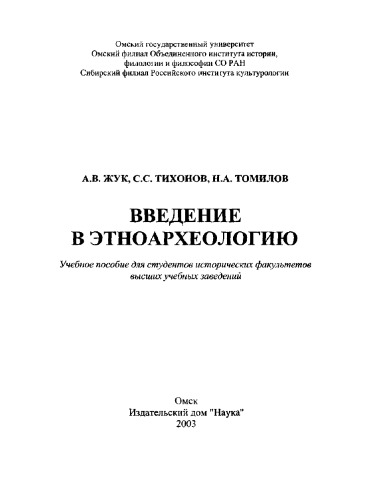 Омский государственный университет
Омский филиал Объединенного института истории,
филологии и философии СО РАН
Сибирский филиал Российского института культурологии
А.В. ЖУК, С.С. ТИХОНОВ, Н.А. ТОМИЛОВ
ВВЕДЕНИЕ
В ЭТНОАРХЕОЛОГИЮ
Учебное пособие для студентов исторических факультетов
высших учебных заведений
Омск
Издательский дом "Наука"
2003